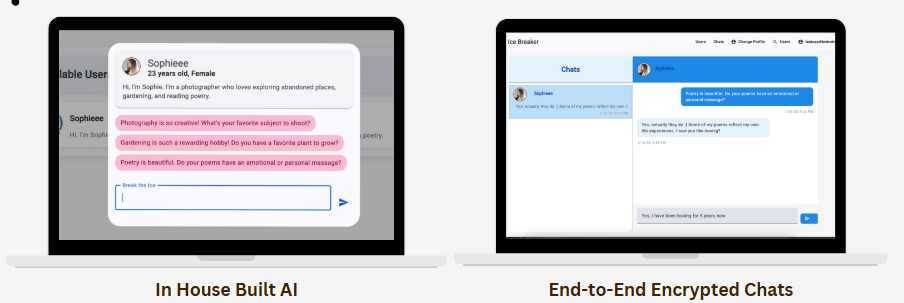 lable User
Sophieee
Hi, I'm Sophi
poetry.
Sophieee
23 years old, Female
Hi, I'm Sophie. I'm a photographer who loves exploring abandoned places,
gardening, and reading poetry.
Photography is so creative! What's your favorite subject to shoot?
Gardening is such a rewarding hobby! Do you have a favorite plant to grow?
Poetry is beautiful. Do your poems have an emotional or personal message?
Break the Ice
In House Built AI
Ice Breaker
Users Chats Change Profile Users
Chats
Sophieee
Yes, actually they do :) Some of my poems reflect my own li
Sophieee
Poetry is beautiful. Do your poems have an emotional or
personal message?
Yes, actually they do :) Some of my poems reflect my own
life experiences. I saw you like boxing?
Yes, I have been boxing for 5 years now
End-to-End Encrypted Chats